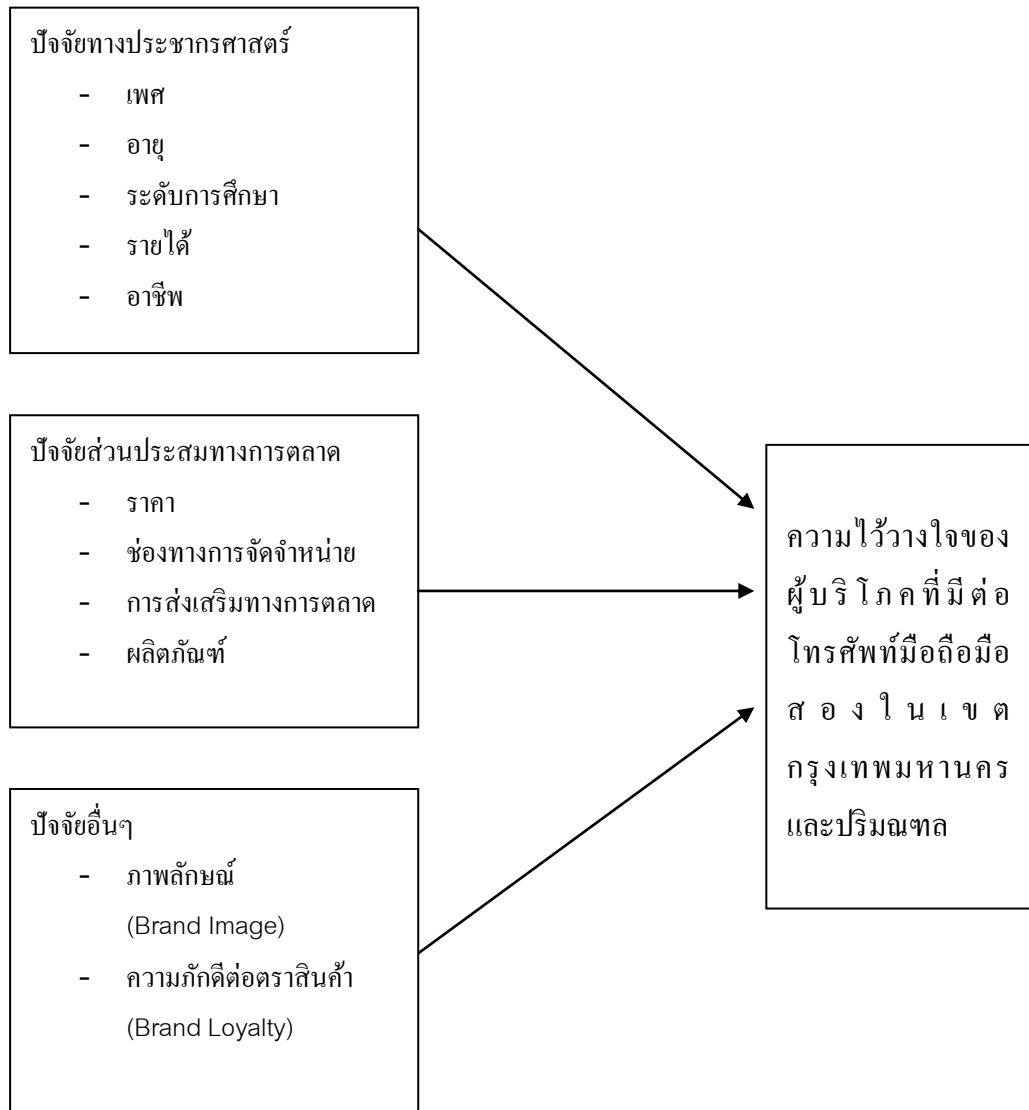 ปัจจัยทางประชากรศาสตร์
- เพศ
- อายุ
- ระดับการศึกษา
- รายได้
- อาชีพ
ปัจจัยส่วนประสมทางการตลาด
- ราคา
- ช่องทางการจัดจำหน่าย
- การส่งเสริมทางการตลาด
- ผลิตภัณฑ์
ปัจจัยอื่นๆ
- ภาพลักษณ์
(Brand Image)
- ความภักดีต่อตราสินค้า
(Brand Loyalty)
ความไว้วางใจของ
ผู้บริโภคที่มีต่อ
โทรศัพท์มือถือมือ
สองในเขต
กรุงเทพมหานคร
และปริมณฑล